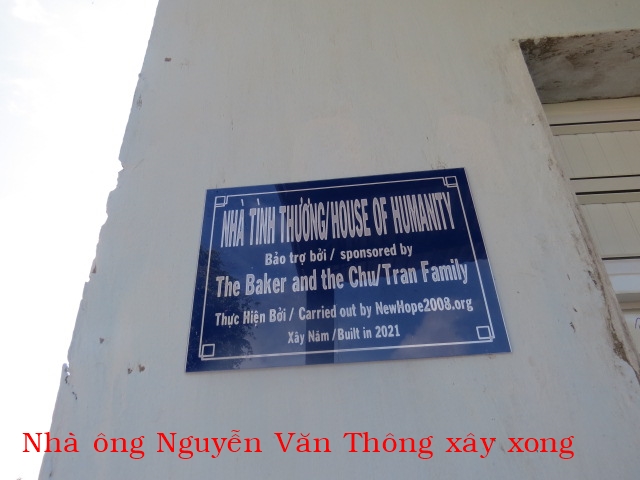 NHÀ TÌNH THƯƠNG/HOUSE OF HUMANITY
Bảo trợ bởi / sponsored by
The Baker and the Chu/Tran Family
Thực Hiện Bởi / Carried out by NewHope2008.org
Xây Năm / Built in 2021
Nhà ông Nguyễn Văn Thông xây xong